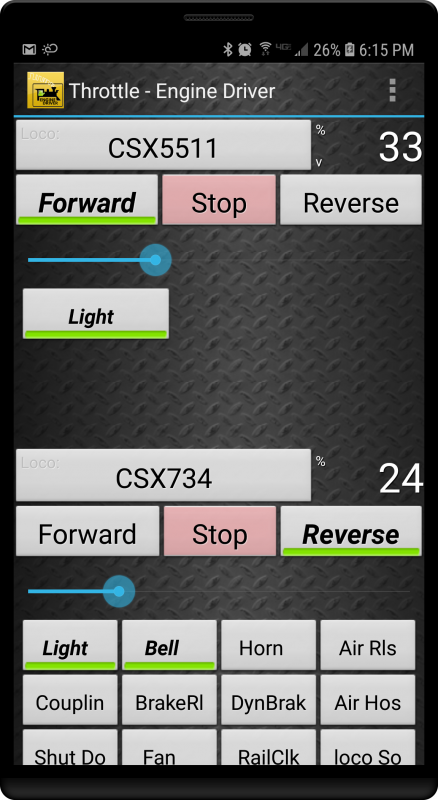 4G 26% 6:15 PM
Throttle - Engine Driver
Loco: % 33
CSX5511
v
Forward Stop Reverse
Light
Loco: % 24
CSX734
Forward Stop Reverse
Light Bell Horn Air Rls
Couplin BrakeRl DynBrak Air Hos
Shut Do Fan RailClk loco So